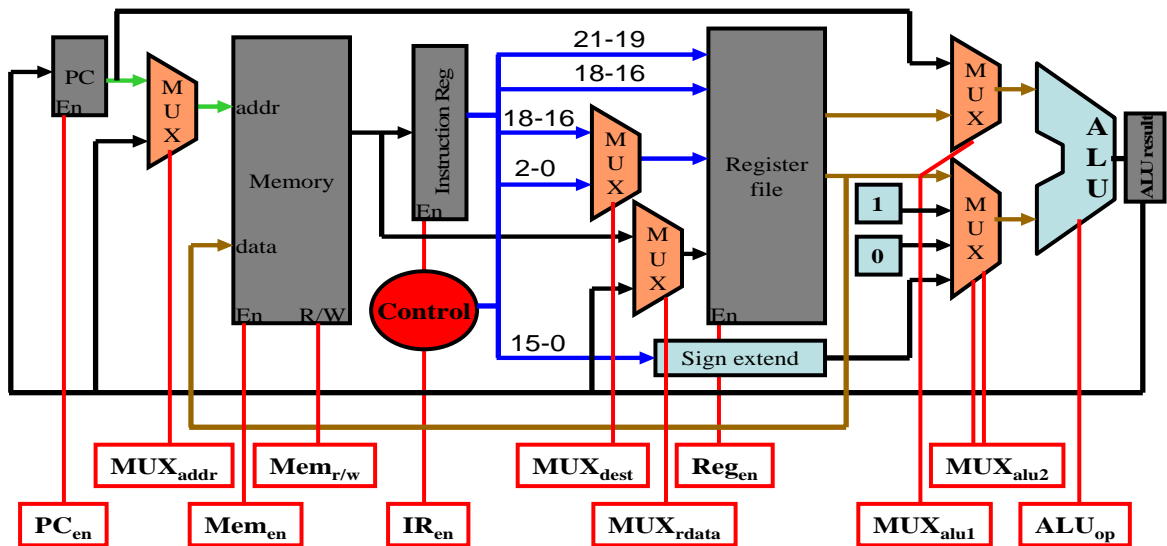 PC
En
MUX
addr
Memory
data
En
R/W
Instruction Reg
En
Control
21-19
18-16
18-16
2-0
15-0
MUX
MUX
Register
file
En
Sign extend
MUX
1
0
MUX
ALU
ALU result
MUXaddr
Memr/w
MUXdest
Regen
MUXalu2
PCen
Memen
IRen
MUXrdata
MUXalu1
ALUop